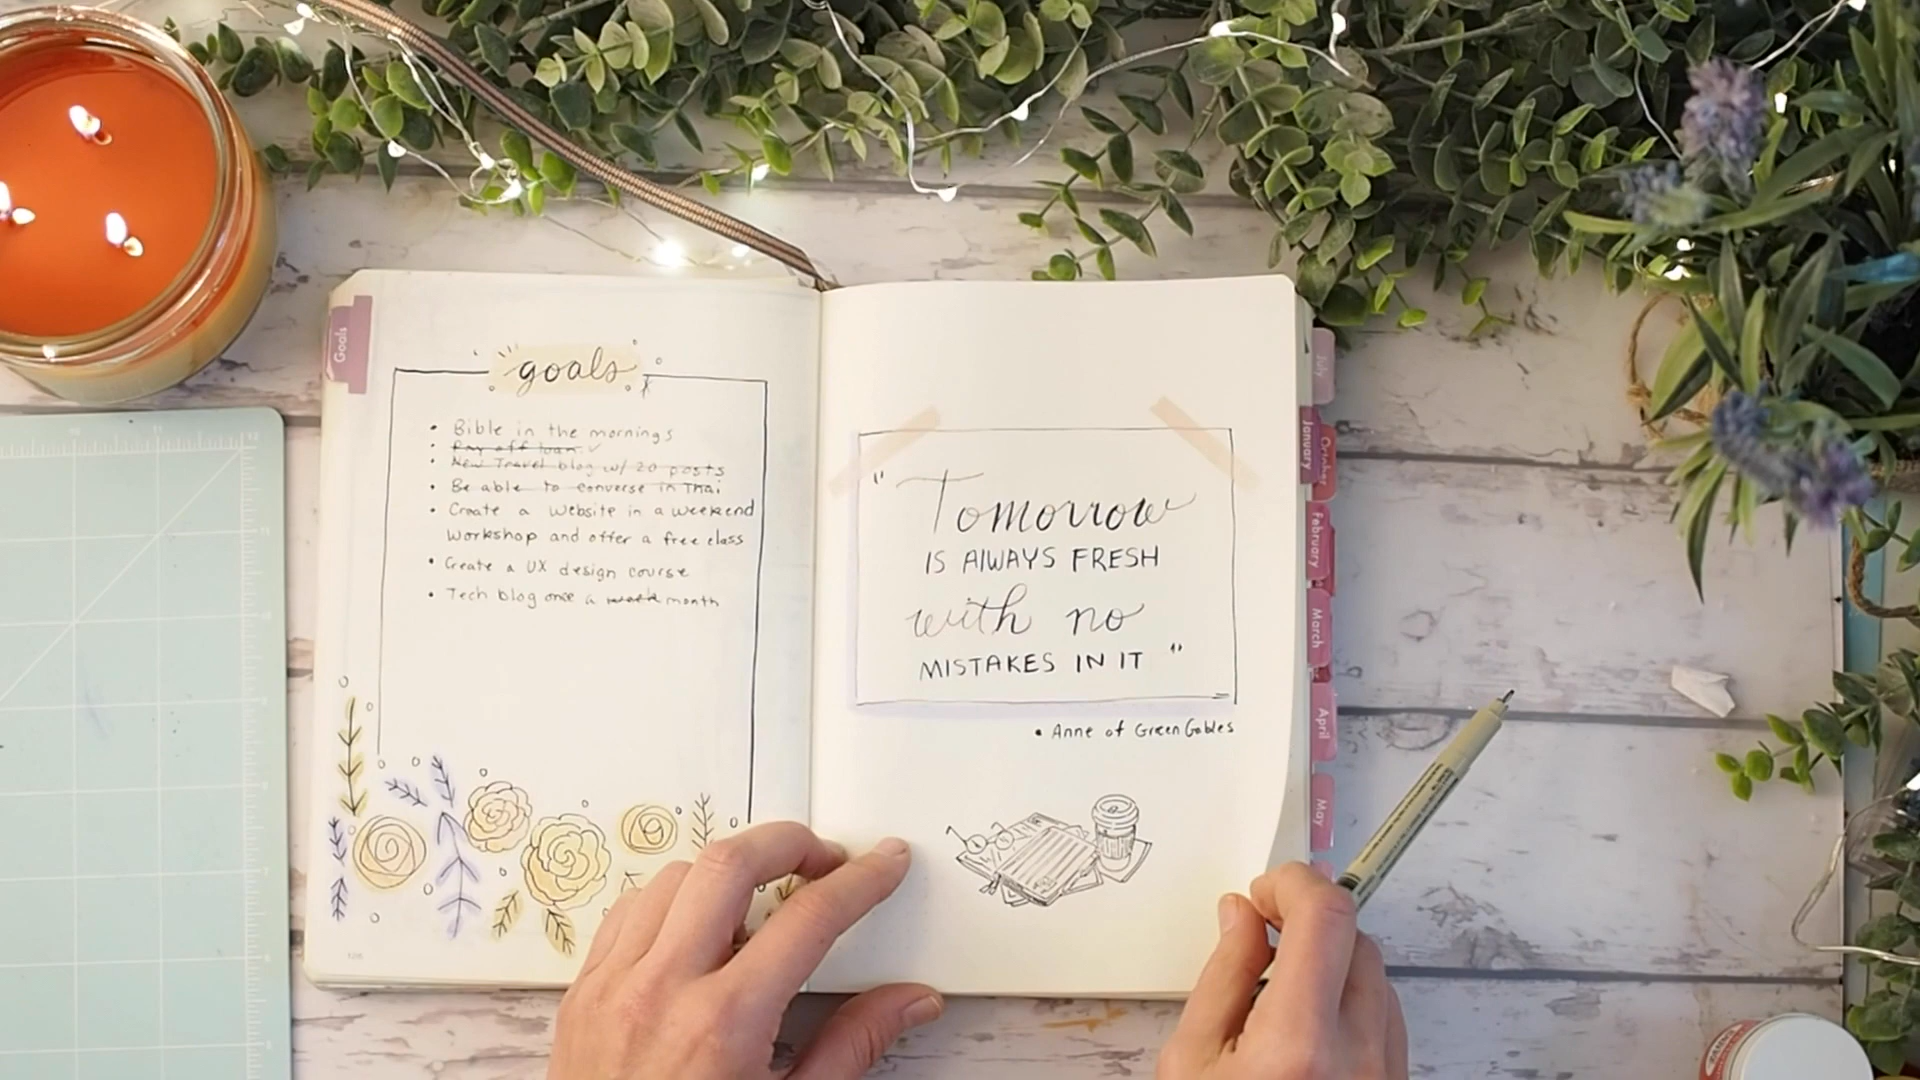 Goals
goals
• Bible in the mornings
• Pay off loan ✓
• New Travel blog w/ 20 posts
• Be able to converse in Thai
• Create a website in a weekend
workshop and offer a free class
• Create a UX design course
• Tech blog once a week month
"Tomorrow
IS ALWAYS FRESH
with no
MISTAKES IN IT"
• Anne of Green Gables
July
October
January
February
March
April
May